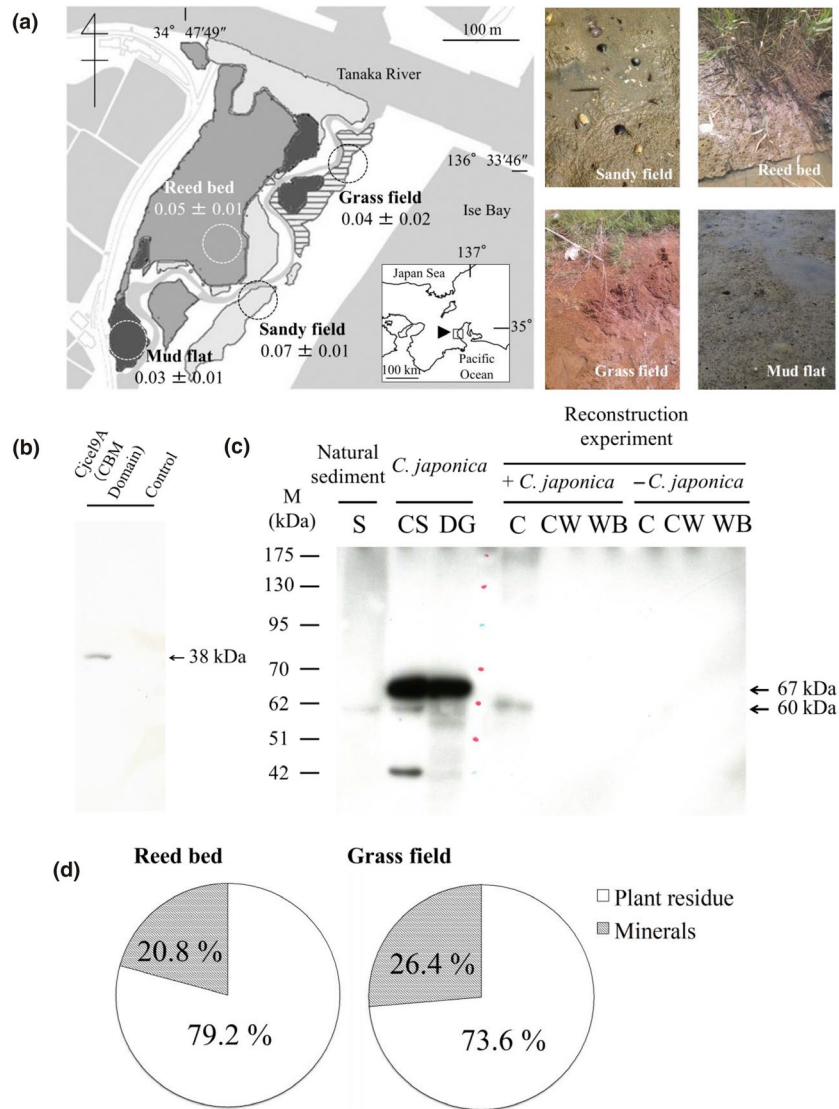 (a)
34° 47′49″
100 m
Tanaka River
136° 33′46″
Reed bed
0.05 ± 0.01
Grass field
0.04 ± 0.02
Ise Bay
137°
Japan Sea
35°
Pacific
Ocean
100 km
Sandy field
0.07 ± 0.01
Mud flat
0.03 ± 0.01
Sandy field
Reed bed
Grass field
Mud flat
(b)
Cjcel9A
(CBM
Domain)
Control
←38 kDa
(c)
Reconstruction
experiment
Natural
sediment
C. japonica
+ C. japonica
− C. japonica
M
(kDa)
S CS DG C CW WB C CW WB
175
130
95
70
62
51
42
← 67 kDa
← 60 kDa
(d)
Reed bed
Grass field
20.8 %
79.2 %
26.4 %
73.6 %
Plant residue
Minerals